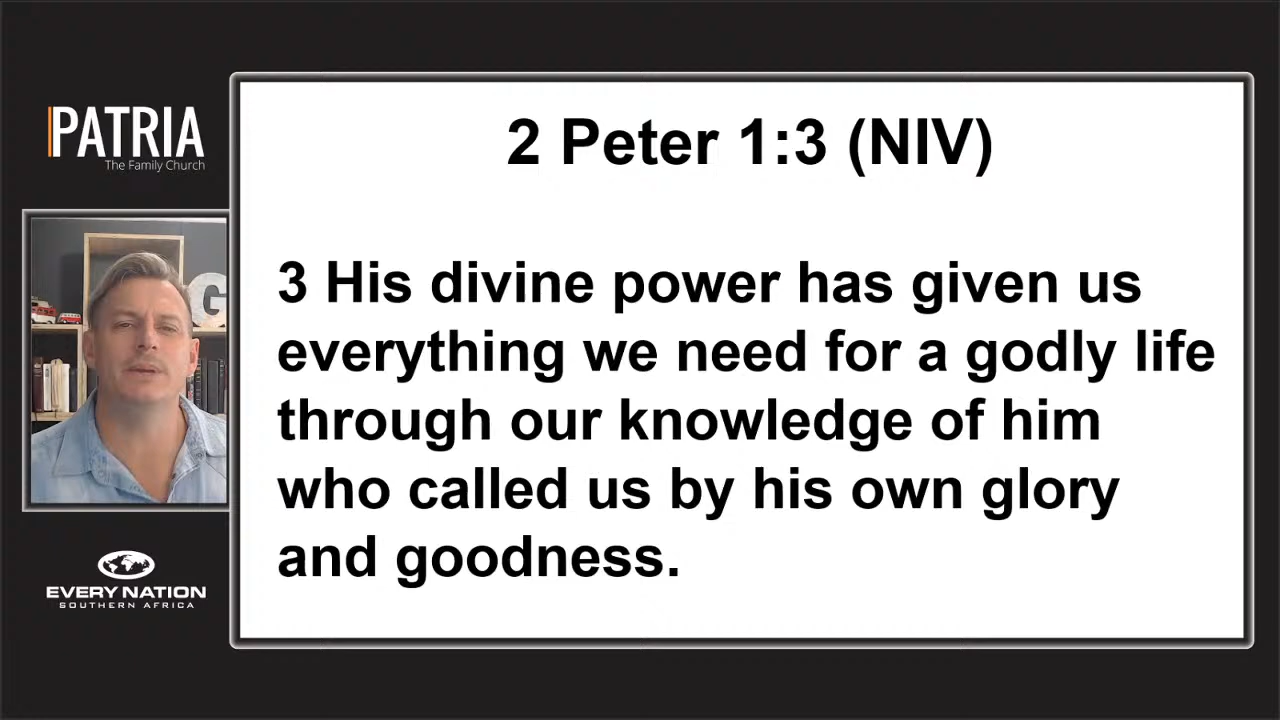 PATRIA
The Family Church
G
EVERY NATION
SOUTHERN AFRICA
2 Peter 1:3 (NIV)
3 His divine power has given us
everything we need for a godly life
through our knowledge of him
who called us by his own glory
and goodness.